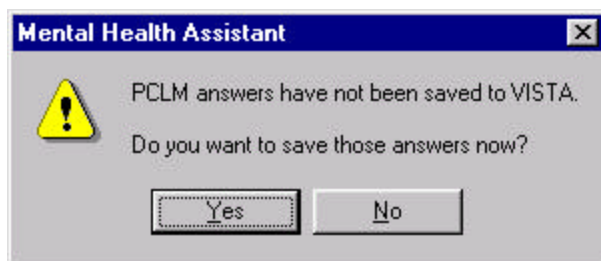 Mental Health Assistant
PCLM answers have not been saved to VISTA.
Do you want to save those answers now?
Yes No